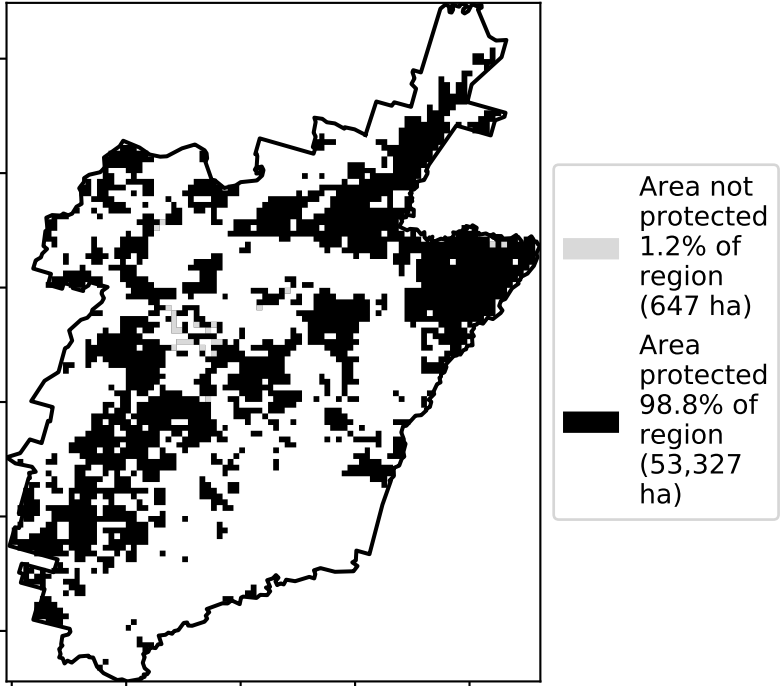 Area not
protected
1.2% of
region
(647 ha)
Area
protected
98.8% of
region
(53,327
ha)